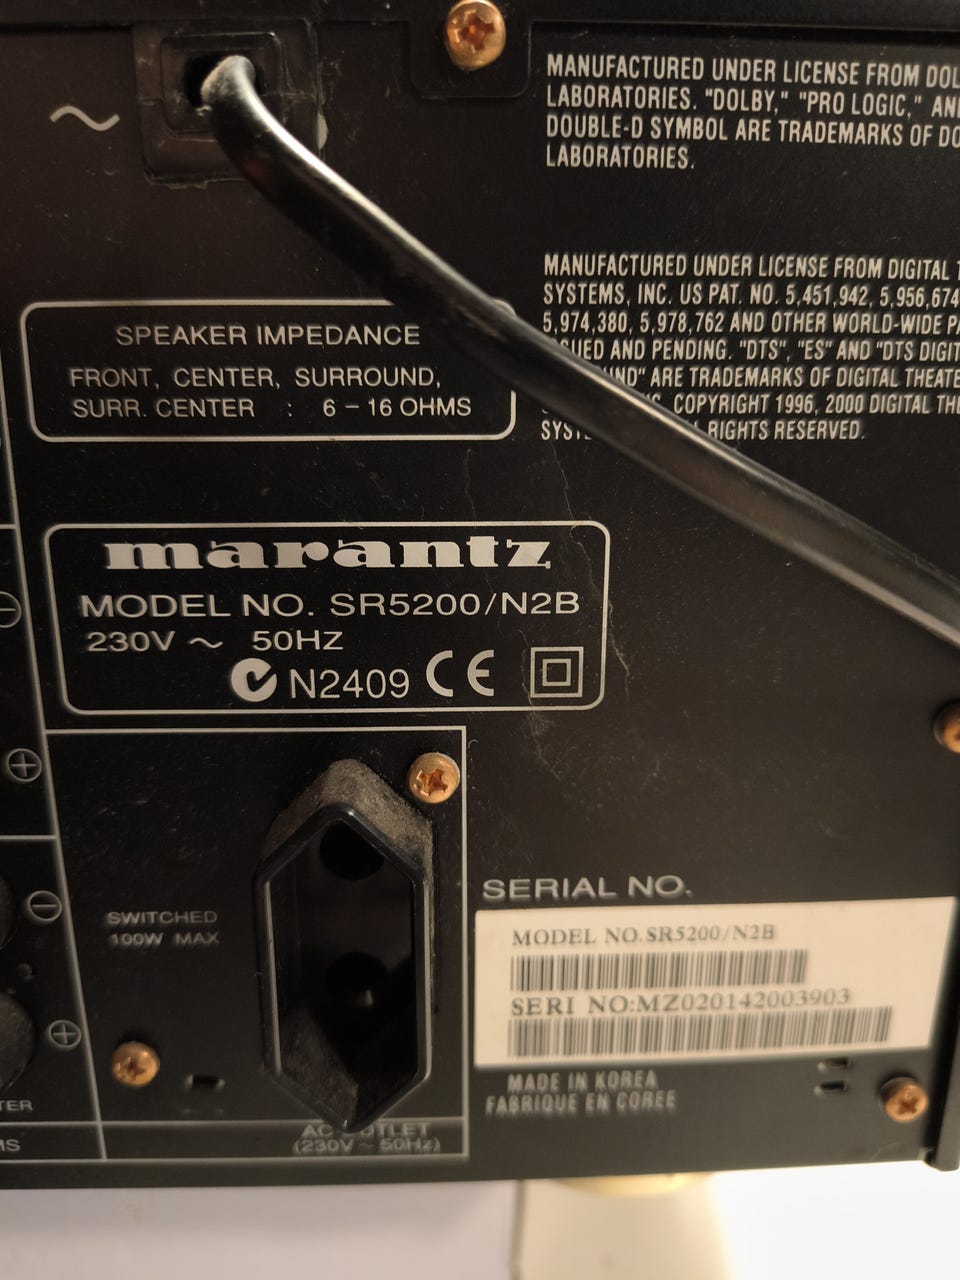 MANUFACTURED UNDER LICENSE FROM
LABORATORIES. "DOLBY," "PRO LOGIC,"
DOUBLE-D SYMBOL ARE TRADEMARKS OF
LABORATORIES.
~
MANUFACTURED UNDER LICENSE FROM DIGITAL
SYSTEMS, INC. US PAT. NO. 5,451,942, 5,956,674
5,974,380, 5,978,762 AND OTHER WORLD-WIDE
AND PENDING. "DTS", "ES" AND "DTS
ARE TRADEMARKS OF DIGITAL
COPYRIGHT 1996, 2000 DIGITAL
RIGHTS RESERVED.
SPEAKER IMPEDANCE
FRONT, CENTER, SURROUND,
SURR. CENTER : 6 – 16 OHMS
marantz
MODEL NO. SR5200/N2B
230V ~ 50HZ
N2409 CE
SWITCHED
100W MAX
AC OUTLET
(230V ~ 50Hz)
SERIAL NO.
MODEL NO.SR5200/N2B
SERI NO:MZ020142003903
MADE IN KOREA
FABRIQUE EN COREE